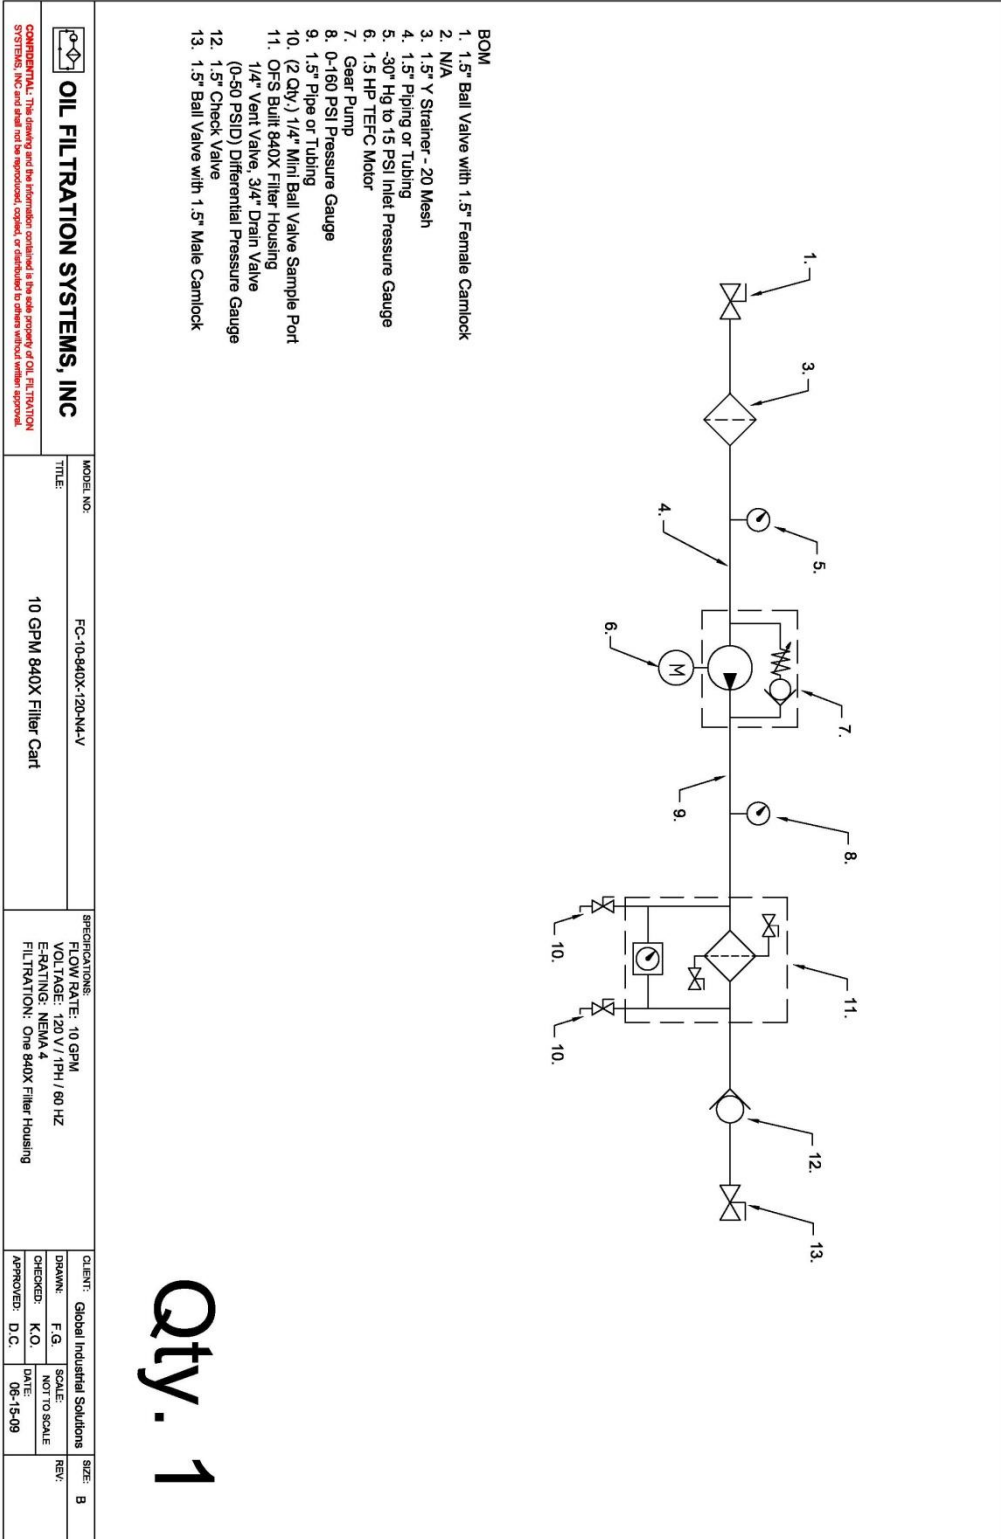 1.
3.
5.
4.
6.
M
7.
9.
8.
10.
10.
11.
12.
13.
BOM
1. 1.5" Ball Valve with 1.5" Female Camlock
2. N/A
3. 1.5" Y Strainer - 20 Mesh
4. 1.5" Piping or Tubing
5. -30" Hg to 15 PSI Inlet Pressure Gauge
6. 1.5 HP TEFC Motor
7. Gear Pump
8. 0-160 PSI Pressure Gauge
9. 1.5" Pipe or Tubing
10. (2 Qty.) 1/4" Mini Ball Valve Sample Port
11. OFS Built 840X Filter Housing
1/4" Vent Valve, 3/4" Drain Valve
(0-50 PSID) Differential Pressure Gauge
12. 1.5" Check Valve
13. 1.5" Ball Valve with 1.5" Male Camlock
Qty. 1
OIL FILTRATION SYSTEMS, INC
CONFIDENTIAL: This drawing and the information contained is the sole property of OIL FILTRATION
SYSTEMS, INC and shall not be reproduced, copied, or distributed to others without written approval.
MODEL NO: FC-10-840X-120-N4-V
TITLE:
10 GPM 840X Filter Cart
SPECIFICATIONS:
FLOW RATE: 10 GPM
VOLTAGE: 120 V / 1PH / 60 HZ
E-RATING: NEMA 4
FILTRATION: One 840X Filter Housing
CLIENT: Global Industrial Solutions
SIZE: B
DRAWN: F.G.
SCALE:
NOT TO SCALE
REV:
CHECKED: K.O.
APPROVED: D.C.
DATE:
06-15-09